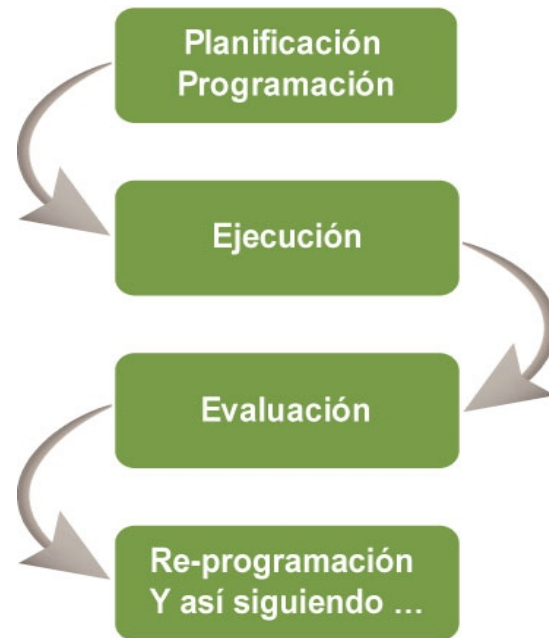 Planificación
Programación
Ejecución
Evaluación
Re-programación
Y así siguiendo ...